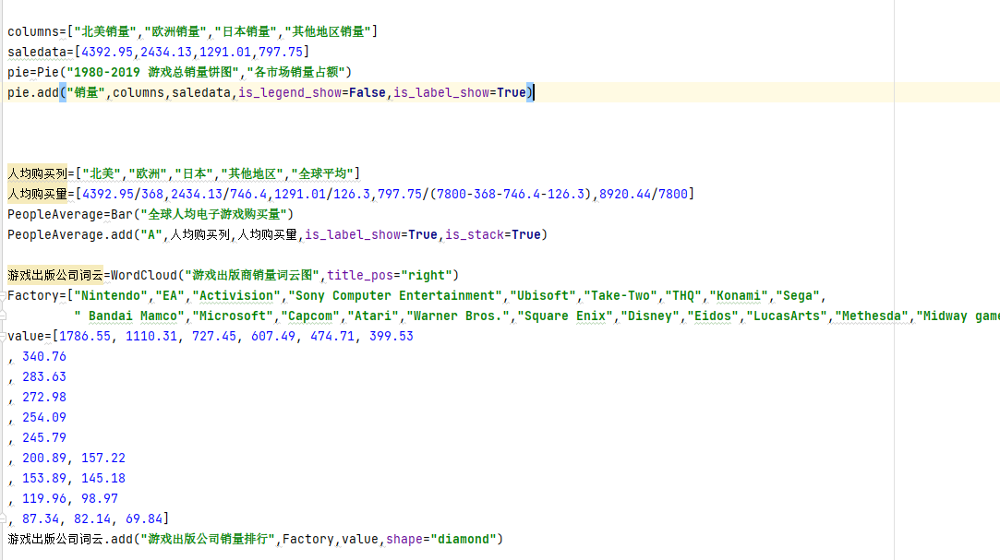 columns=["北美销量","欧洲销量","日本销量","其他地区销量"]
saledata=[4392.95,2434.13,1291.01,797.75]
pie=Pie("1980-2019 游戏总销量饼图","各市场销量占额")
pie.add("销量",columns,saledata,is_legend_show=False,is_label_show=True)
人均购买列=["北美","欧洲","日本","其他地区","全球平均"]
人均购买量=[4392.95/368,2434.13/746.4,1291.01/126.3,797.75/(7800-368-746.4-126.3),8920.44/7800]
PeopleAverage=Bar("全球人均电子游戏购买量")
PeopleAverage.add("A",人均购买列,人均购买量,is_label_show=True,is_stack=True)
游戏出版公司词云=WordCloud("游戏出版商销量词云图",title_pos="right")
Factory=["Nintendo","EA","Activision","Sony Computer Entertainment","Ubisoft","Take-Two","THQ","Konami","Sega",
" Bandai Mamco","Microsoft","Capcom","Atari","Warner Bros.","Square Enix","Disney","Eidos","LucasArts","Methesda","Midway game
value=[1786.55, 1110.31, 727.45, 607.49, 474.71, 399.53
, 340.76
, 283.63
, 272.98
, 254.09
, 245.79
, 200.89, 157.22
, 153.89, 145.18
, 119.96, 98.97
, 87.34, 82.14, 69.84]
游戏出版公司词云.add("游戏出版公司销量排行",Factory,value,shape="diamond")